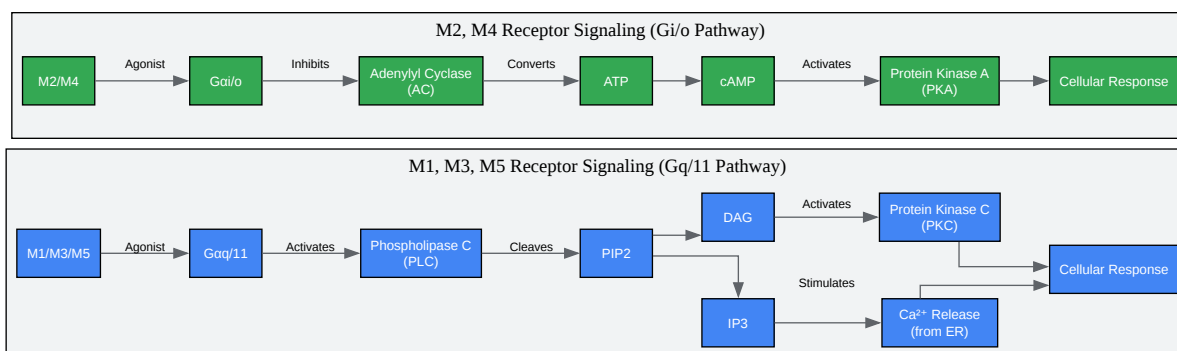 M2, M4 Receptor Signaling (Gi/o Pathway)
M2/M4
Agonist
Gαi/o
Inhibits
Adenylyl Cyclase
(AC)
Converts
ATP
cAMP
Activates
Protein Kinase A
(PKA)
Cellular Response
M1, M3, M5 Receptor Signaling (Gq/11 Pathway)
M1/M3/M5
Agonist
Gαq/11
Activates
Phospholipase C
(PLC)
Cleaves
PIP2
DAG
Activates
Protein Kinase C
(PKC)
IP3
Stimulates
Ca²⁺ Release
(from ER)
Cellular Response